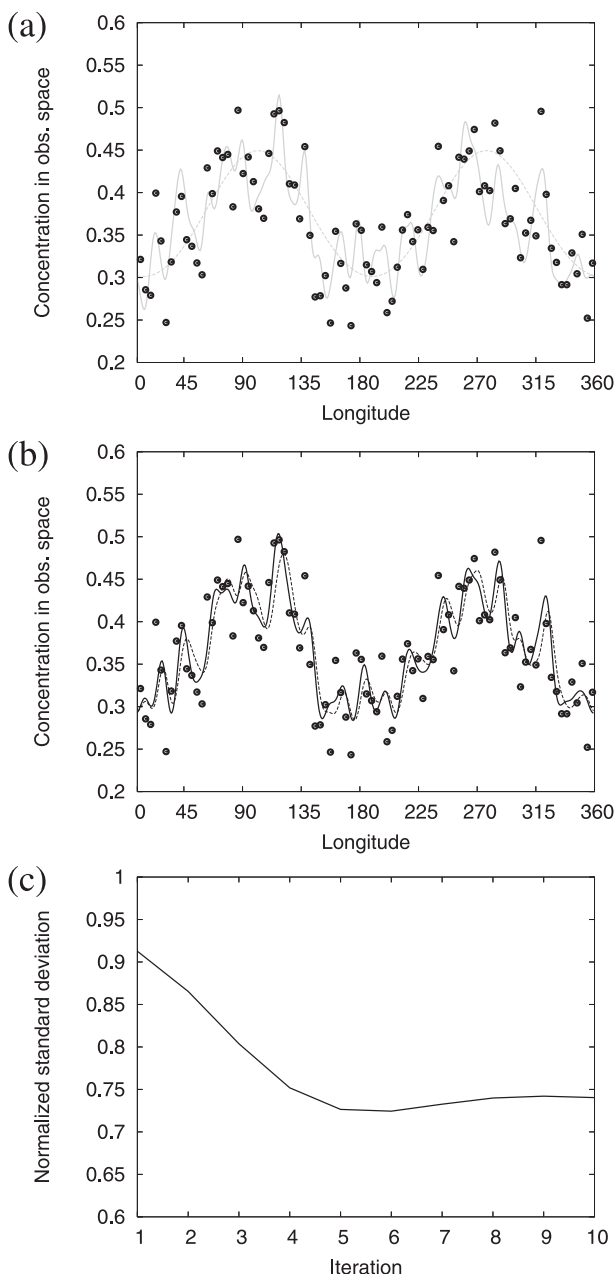 (a)
0.6
0.55
0.5
0.45
0.4
0.35
0.3
0.25
0.2
Concentration in obs. space
0 45 90 135 180 225 270 315 360
Longitude
(b)
0.6
0.55
0.5
0.45
0.4
0.35
0.3
0.25
0.2
Concentration in obs. space
0 45 90 135 180 225 270 315 360
Longitude
(c)
1
0.95
0.9
0.85
0.8
0.75
0.7
0.65
0.6
Normalized standard deviation
1 2 3 4 5 6 7 8 9 10
Iteration